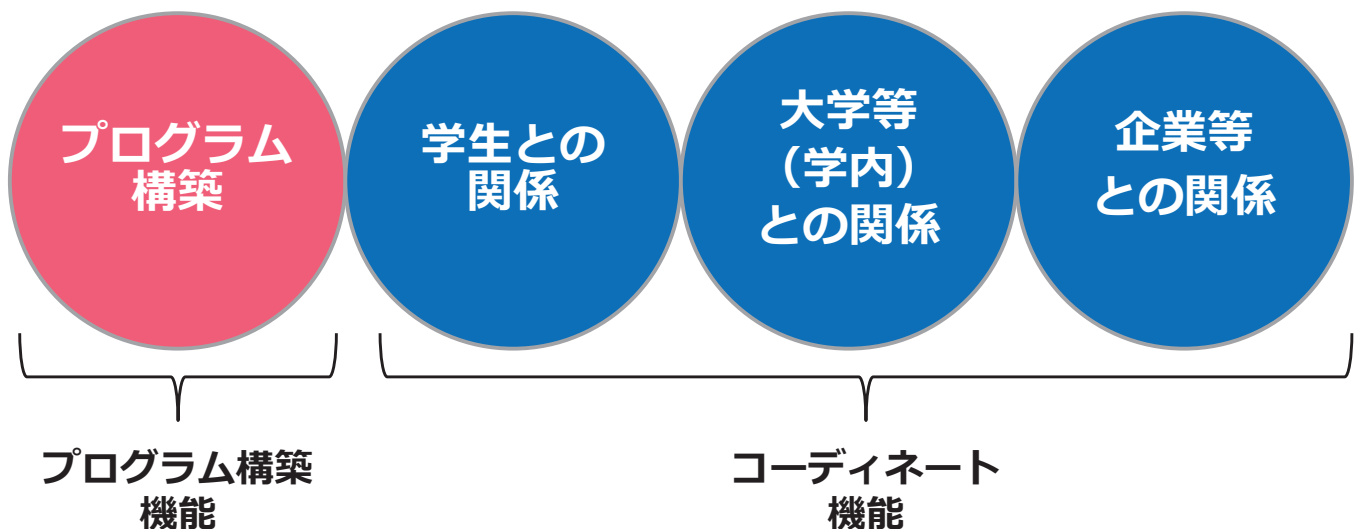 プログラム
構築
学生との
関係
大学等
（学内）
との関係
企業等
との関係
プログラム構築
機能
コーディネート
機能